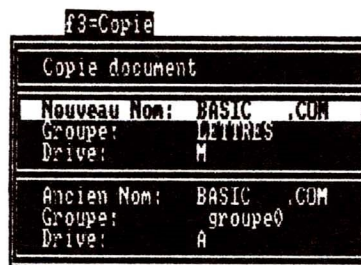 f3=Copie
Copie document
Nouveau Nom: BASIC .COM
Groupe: LETTRES
Drive: M
Ancien Nom: BASIC .COM
Groupe: groupe0
Drive: A